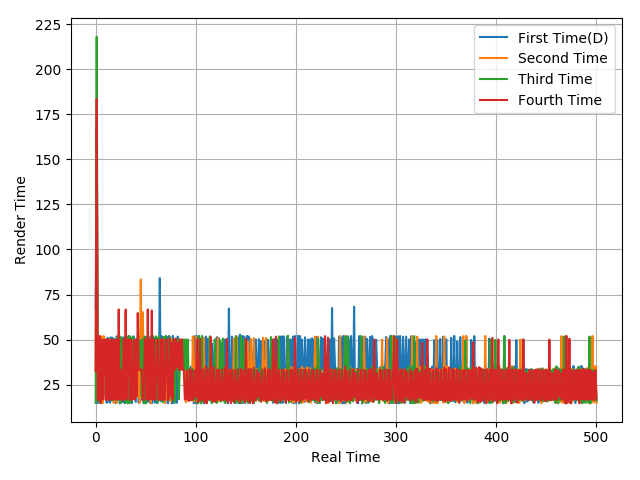 225
200
175
150
125
100
75
50
25
Render Time
0 100 200 300 400 500
Real Time
First Time(D)
Second Time
Third Time
Fourth Time